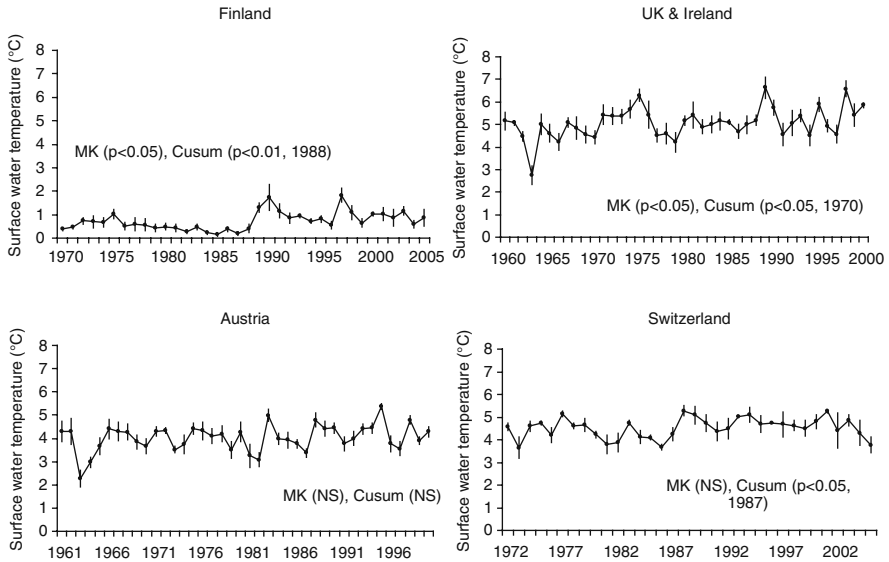 Finland
Surface water temperature (°C)
8
7
6
5
4
3
2
1
0
MK (p<0.05), Cusum (p<0.01, 1988)
1970 1975 1980 1985 1990 1995 2000 2005
UK & Ireland
Surface water temperature (°C)
8
7
6
5
4
3
2
1
0
MK (p<0.05), Cusum (p<0.05, 1970)
1960 1965 1970 1975 1980 1985 1990 1995 2000
Austria
Surface water temperature (°C)
8
7
6
5
4
3
2
1
0
MK (NS), Cusum (NS)
1961 1966 1971 1976 1981 1986 1991 1996
Switzerland
Surface water temperature (°C)
8
7
6
5
4
3
2
1
0
MK (NS), Cusum (p<0.05,
1987)
1972 1977 1982 1987 1992 1997 2002